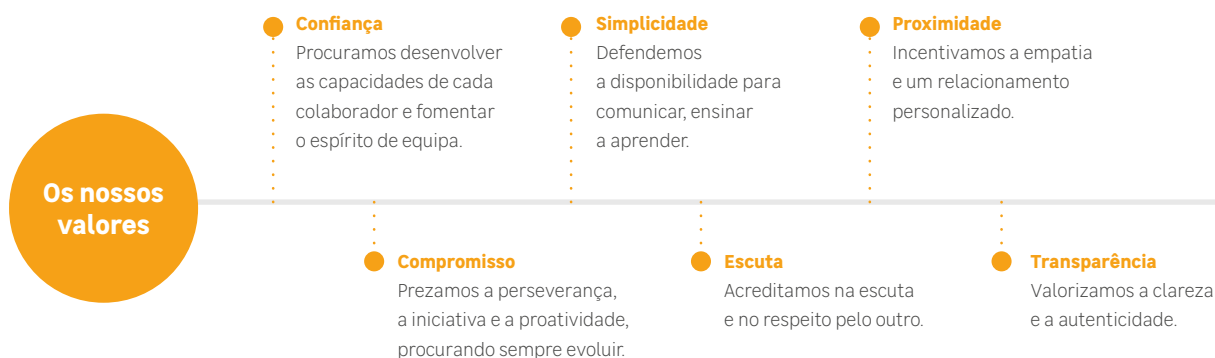 Os nossos
valores
Confiança
Procuramos desenvolver
as capacidades de cada
colaborador e fomentar
o espírito de equipa.
Compromisso
Prezamos a perseverança,
a iniciativa e a proatividade,
procurando sempre evoluir.
Simplicidade
Defendemos
a disponibilidade para
comunicar, ensinar
a aprender.
Escuta
Acreditamos na escuta
e no respeito pelo outro.
Proximidade
Incentivamos a empatia
e um relacionamento
personalizado.
Transparência
Valorizamos a clareza
e a autenticidade.